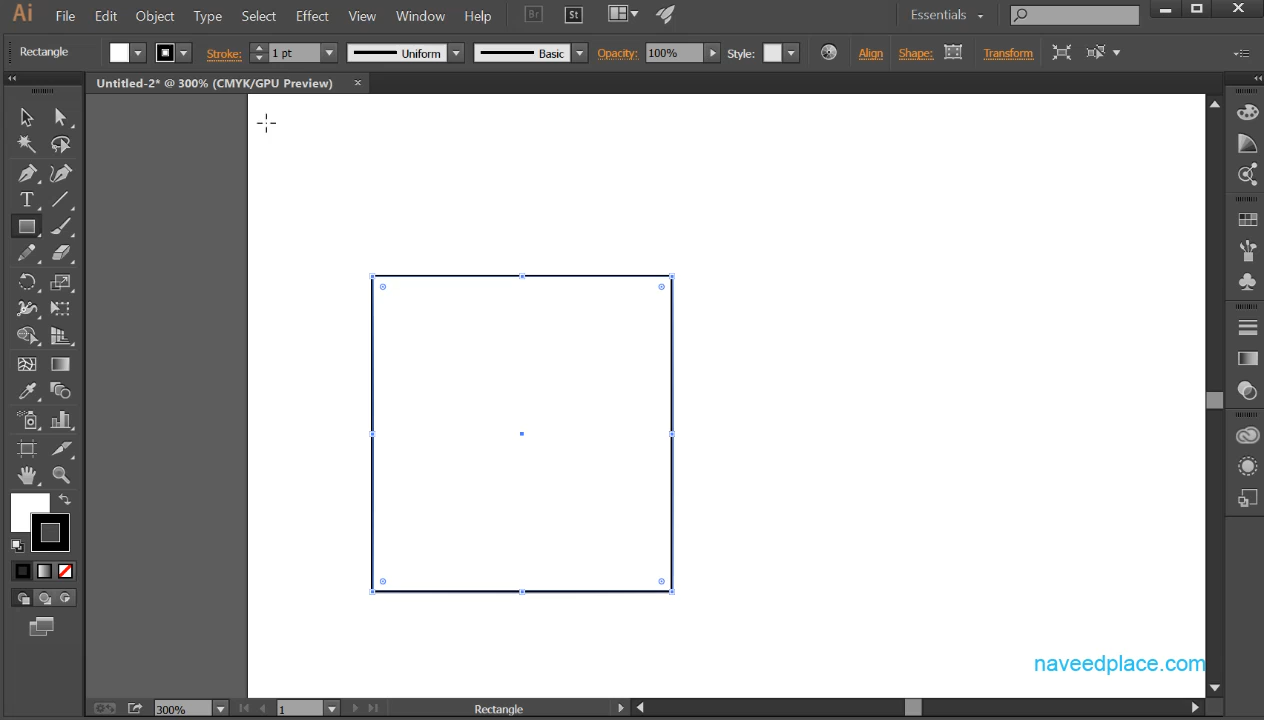 Ai File Edit Object Type Select Effect View Window Help Br St Essentials
Rectangle Stroke: 1 pt Uniform Basic Opacity: 100% Style: Align Shape: Transform
Untitled-2* @ 300% (CMYK/GPU Preview)
T
naveedplace.com
300% 1 Rectangle